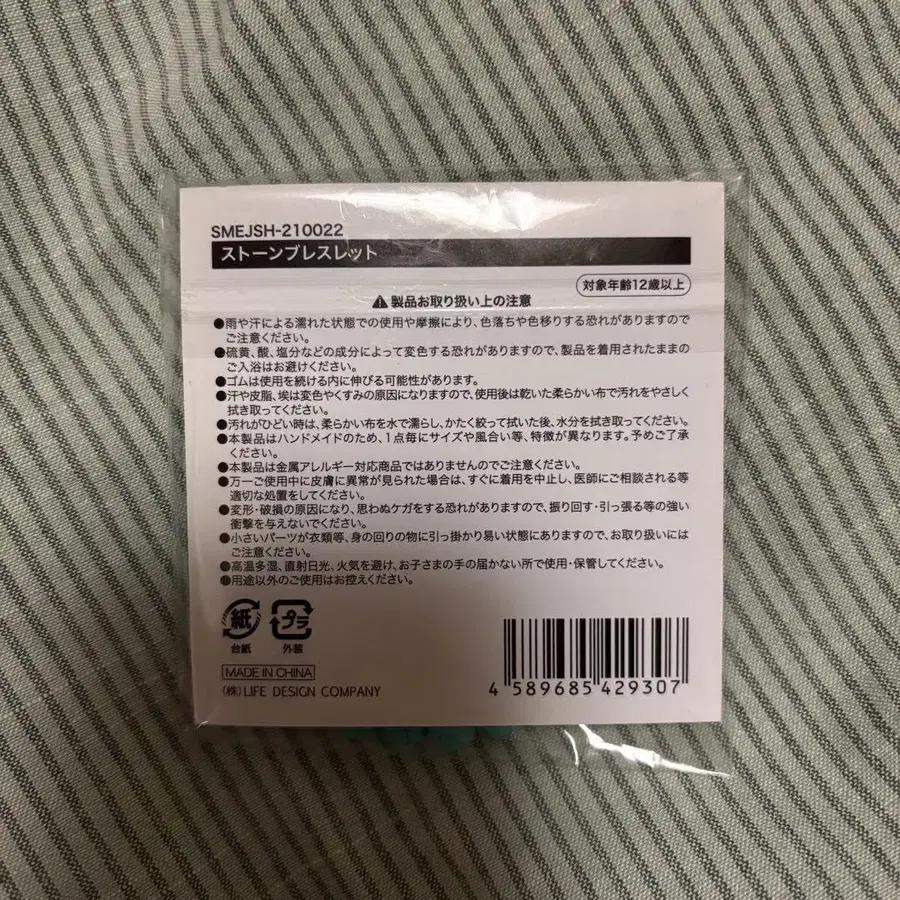 SMEJSH-210022
ストーンブレスレット
対象年齢12歳以上
⚠製品お取り扱い上の注意
●雨や汗による濡れた状態での使用や摩擦により、色落ちや色移りする恐れがありますので
ご注意ください。
●硫黄、酸、塩分などの成分によって変色する恐れがありますので、製品を着用されたままの
ご入浴はお避けください。
●ゴムは使用を続ける内に伸びる可能性があります。
●汗や皮脂、埃は変色やくすみの原因になりますので、使用後は乾いた柔らかい布で汚れをやさしく
拭き取ってください。
●汚れがひどい時は、柔らかい布を水で濡らし、かたく絞って拭いた後、水分を拭き取ってください。
●本製品はハンドメイドのため、1点毎にサイズや風合い等、特徴が異なります。予めご了承
ください。
●本製品は金属アレルギー対応商品ではありませんのでご注意ください。
●万一ご使用中に皮膚に異常が見られた場合は、すぐに着用を中止し、医師にご相談される等
適切な処置をしてください。
●変形・破損の原因になり、思わぬケガをする恐れがありますので、振り回す・引っ張る等の強い
衝撃を与えないでください。
●小さいパーツが衣類等、身の回りの物に引っ掛かり易い状態にありますので、お取り扱いには
ご注意ください。
●高温多湿、直射日光、火気を避け、お子さまの手の届かない所で使用・保管してください。
●用途以外のご使用はお控えください。
紙 プラ
台紙 外装
MADE IN CHINA
(株)LIFE DESIGN COMPANY
4 589685 429307